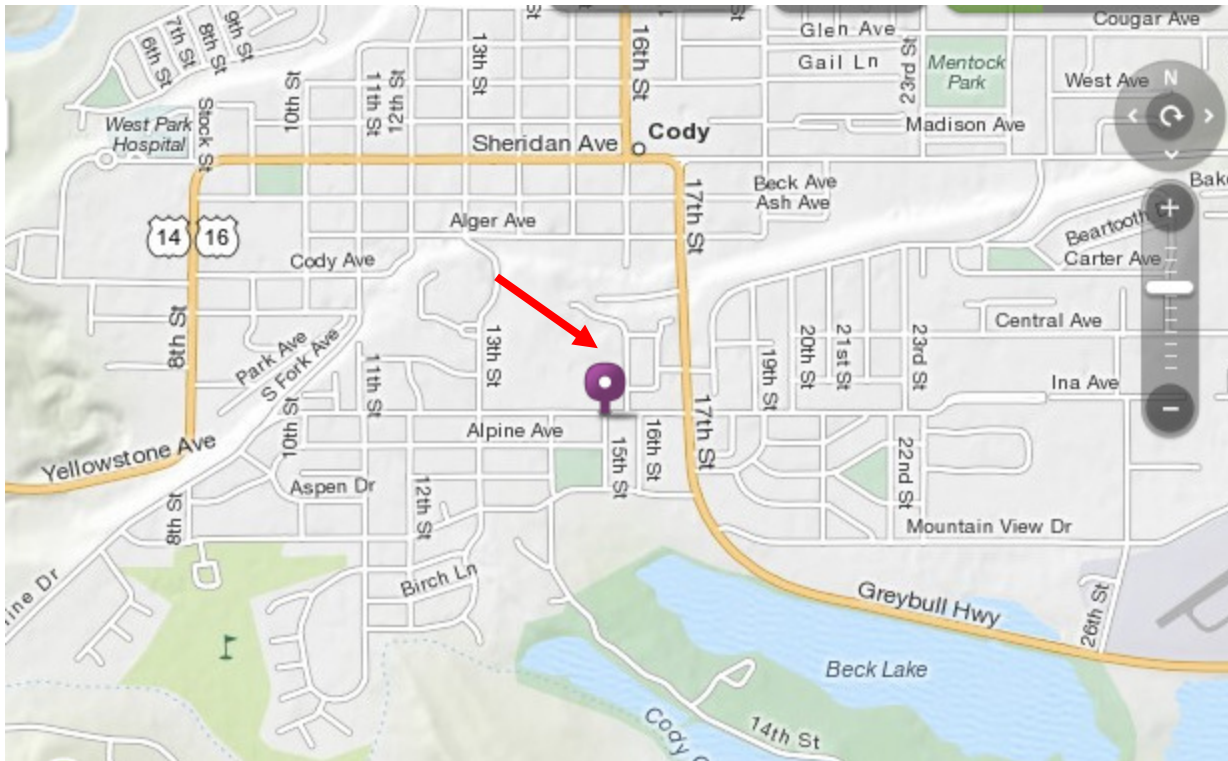 Cougar Ave
Glen Ave
9th St
8th St
7th St
6th St
13th St
16th St
23rd St
Gail Ln
Mentock
Park
West Ave
N
10th St
11th St
12th St
Stock St
West Park
Hospital
Sheridan Ave
Cody
Madison Ave
17th St
Beck Ave
Ash Ave
Alger Ave
14
16
Cody Ave
Beartooth
Carter Ave
+
8th St
Park Ave
S Fork Ave
13th St
11th St
19th St
20th St
21st St
23rd St
Central Ave
Ina Ave
−
10th St
Alpine Ave
15th St
16th St
17th St
22nd St
Yellowstone Ave
Aspen Dr
12th St
8th St
Mountain View Dr
Birch Ln
Greybull Hwy
26th St
Beck Lake
14th St
Cody